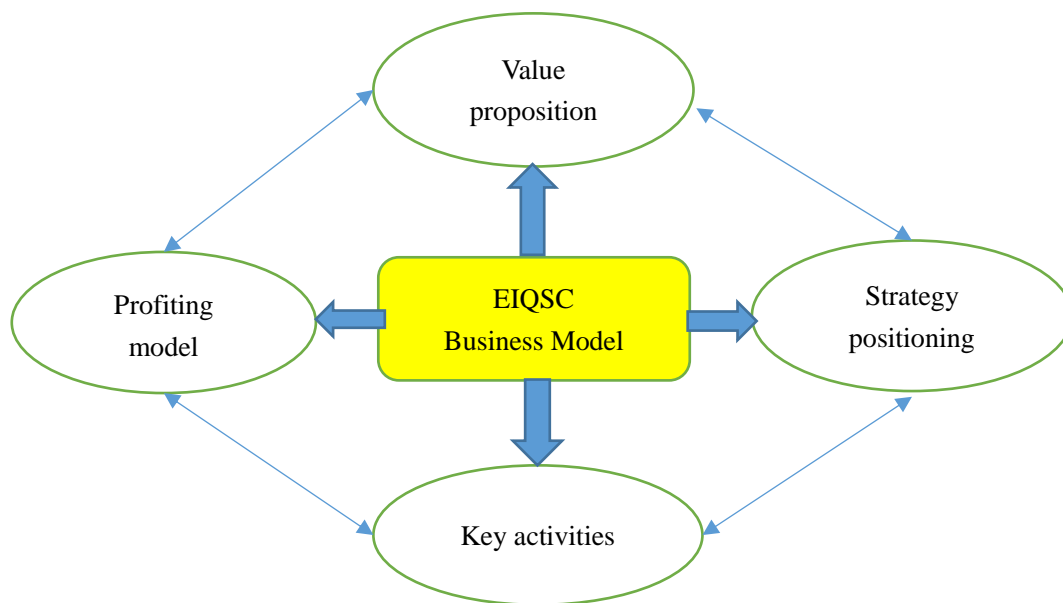 Value
proposition
Profiting
model
EIQSC
Business Model
Strategy
positioning
Key activities